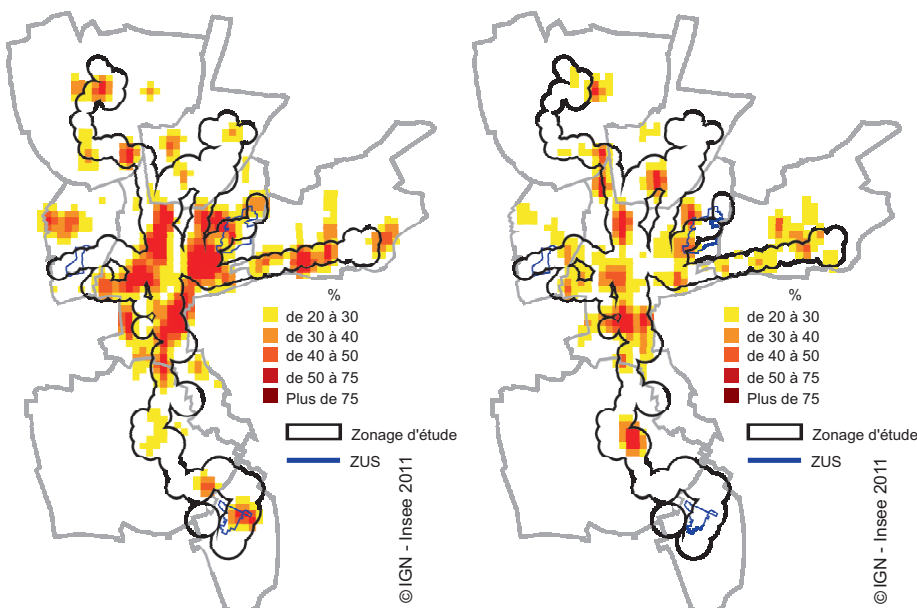 %
de 20 à 30
de 30 à 40
de 40 à 50
de 50 à 75
Plus de 75
Zonage d'étude
ZUS
© IGN - Insee 2011
%
de 20 à 30
de 30 à 40
de 40 à 50
de 50 à 75
Plus de 75
Zonage d'étude
ZUS
© IGN - Insee 2011